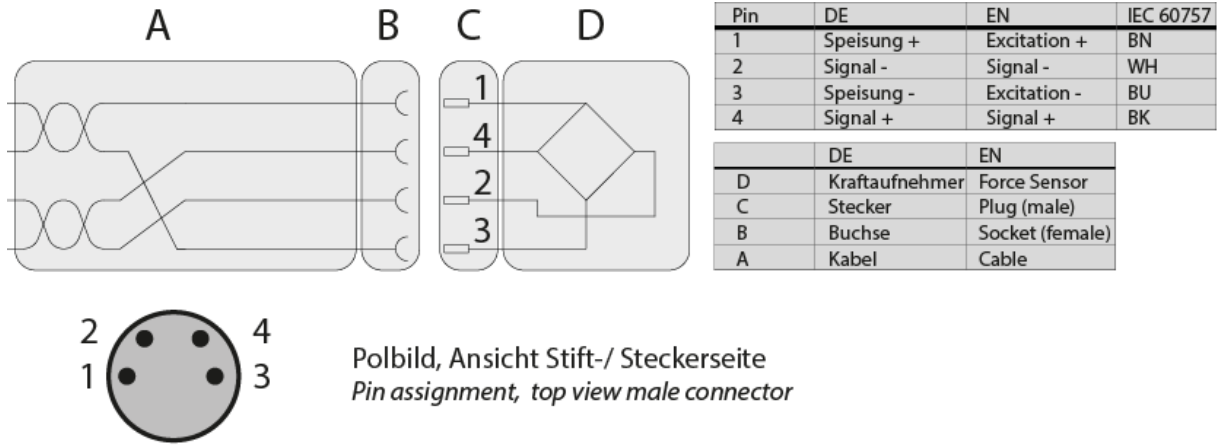 A B C D
1
4
2
3
Pin DE EN IEC 60757
1 Speisung + Excitation + BN
2 Signal - Signal - WH
3 Speisung - Excitation - BU
4 Signal + Signal + BK
DE EN
D Kraftaufnehmer Force Sensor
C Stecker Plug (male)
B Buchse Socket (female)
A Kabel Cable
2 4
1 3
Polbild, Ansicht Stift-/ Steckerseite
Pin assignment, top view male connector